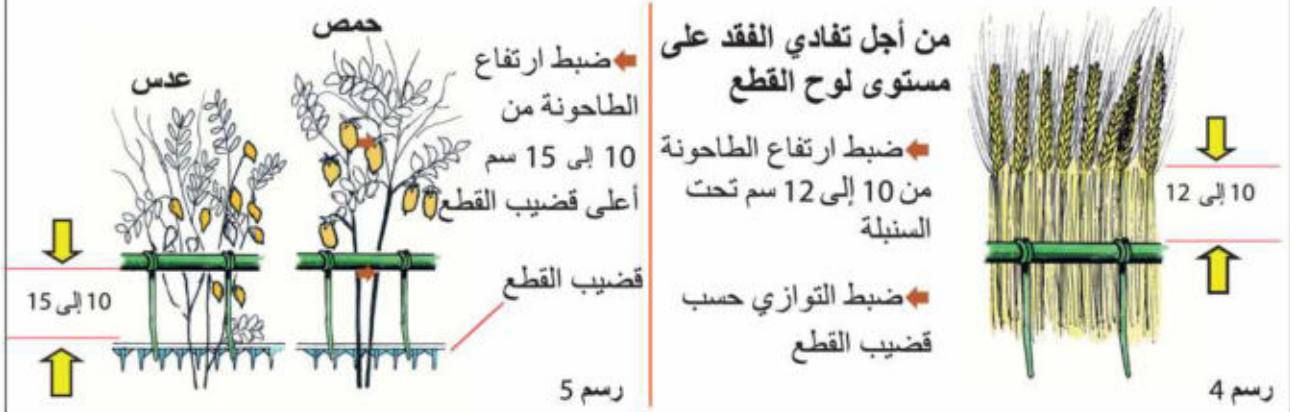 من أجل تفادي الفقد على
مستوى لوح القطع
ضبط ارتفاع الطاحونة
من 10 إلى 12 سم تحت
السنبلة
ضبط التوازي حسب
قضيب القطع
10 إلى 12
رسم 4
حمص
عدس
ضبط ارتفاع
الطاحونة من
10 إلى 15 سم
أعلى قضيب القطع
قضيب القطع
10 إلى 15
رسم 5